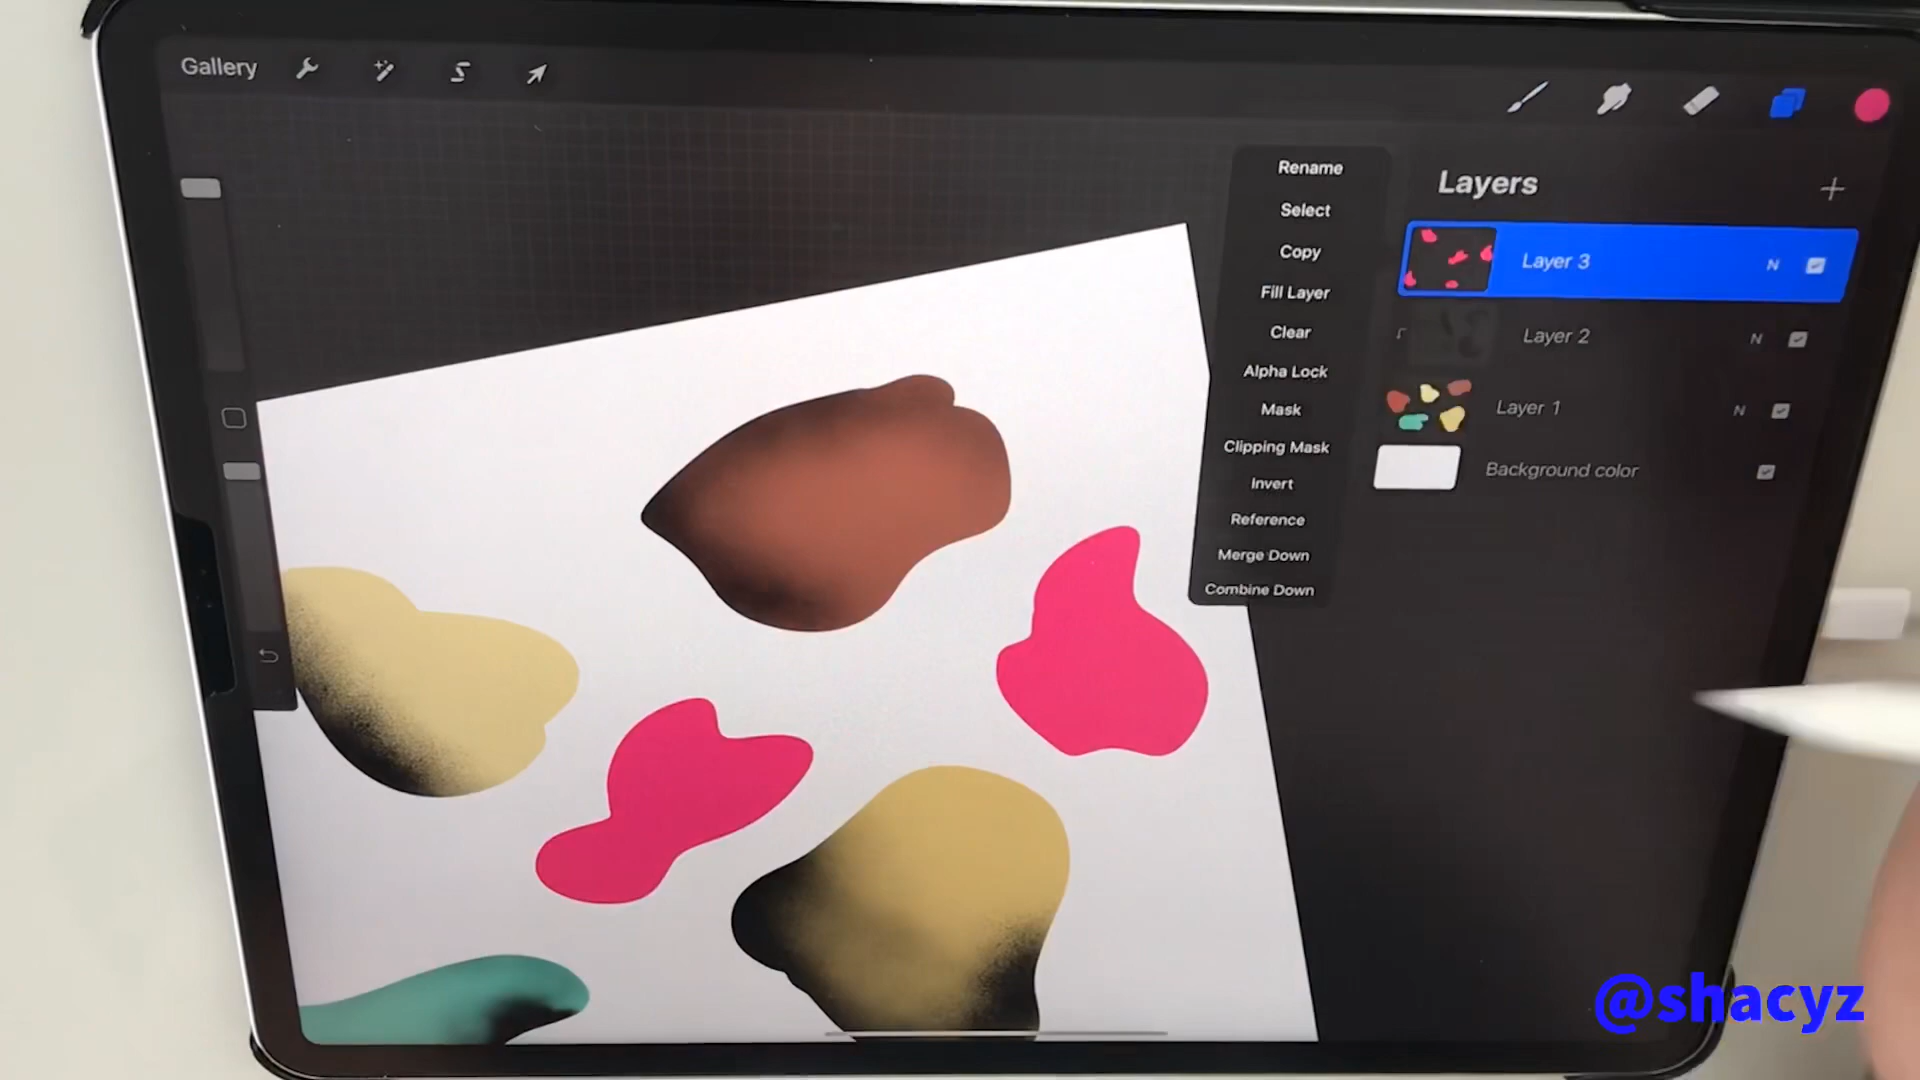 Gallery
Rename
Select
Copy
Fill Layer
Clear
Alpha Lock
Mask
Clipping Mask
Invert
Reference
Merge Down
Combine Down
Layers
Layer 3 N
Layer 2 N
Layer 1 N
Background color
@shacyz